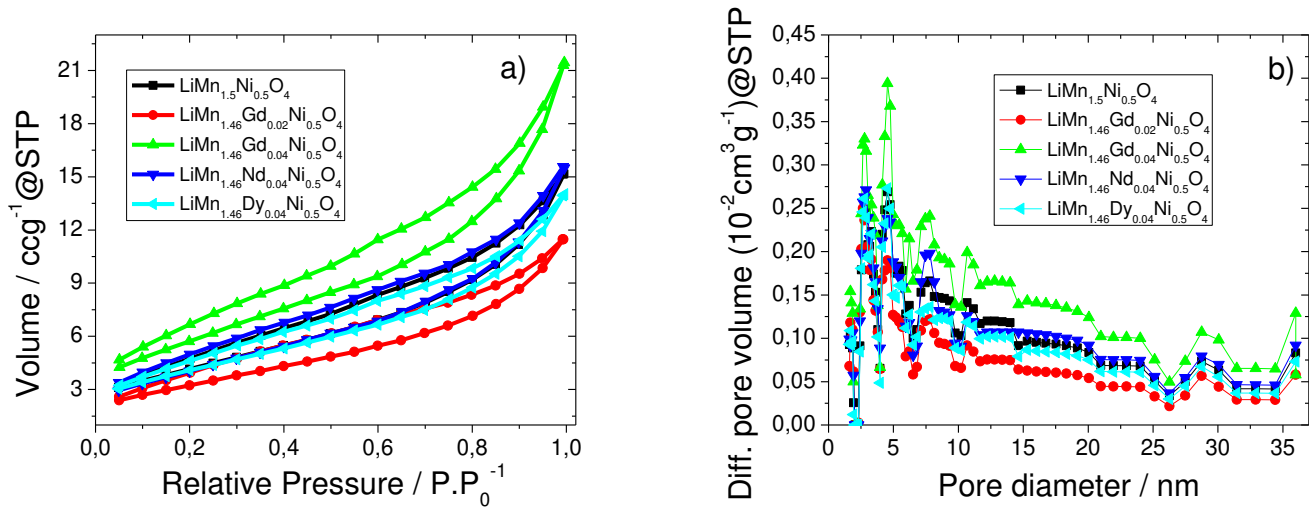 a)
LiMn1.5Ni0.5O4
LiMn1.46Gd0.02Ni0.5O4
LiMn1.46Gd0.04Ni0.5O4
LiMn1.46Nd0.04Ni0.5O4
LiMn1.46Dy0.04Ni0.5O4
Volume / ccg-1@STP
21
18
15
12
9
6
3
0,0 0,2 0,4 0,6 0,8 1,0
Relative Pressure / P.P0-1
b)
LiMn1.5Ni0.5O4
LiMn1.46Gd0.02Ni0.5O4
LiMn1.46Gd0.04Ni0.5O4
LiMn1.46Nd0.04Ni0.5O4
LiMn1.46Dy0.04Ni0.5O4
Diff. pore volume (10-2cm3g-1)@STP
0,45
0,40
0,35
0,30
0,25
0,20
0,15
0,10
0,05
0,00
0 5 10 15 20 25 30 35
Pore diameter / nm